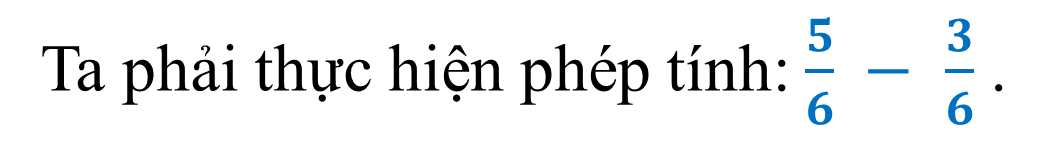 Ta phải thực hiện phép tính: 5/6 − 3/6 .